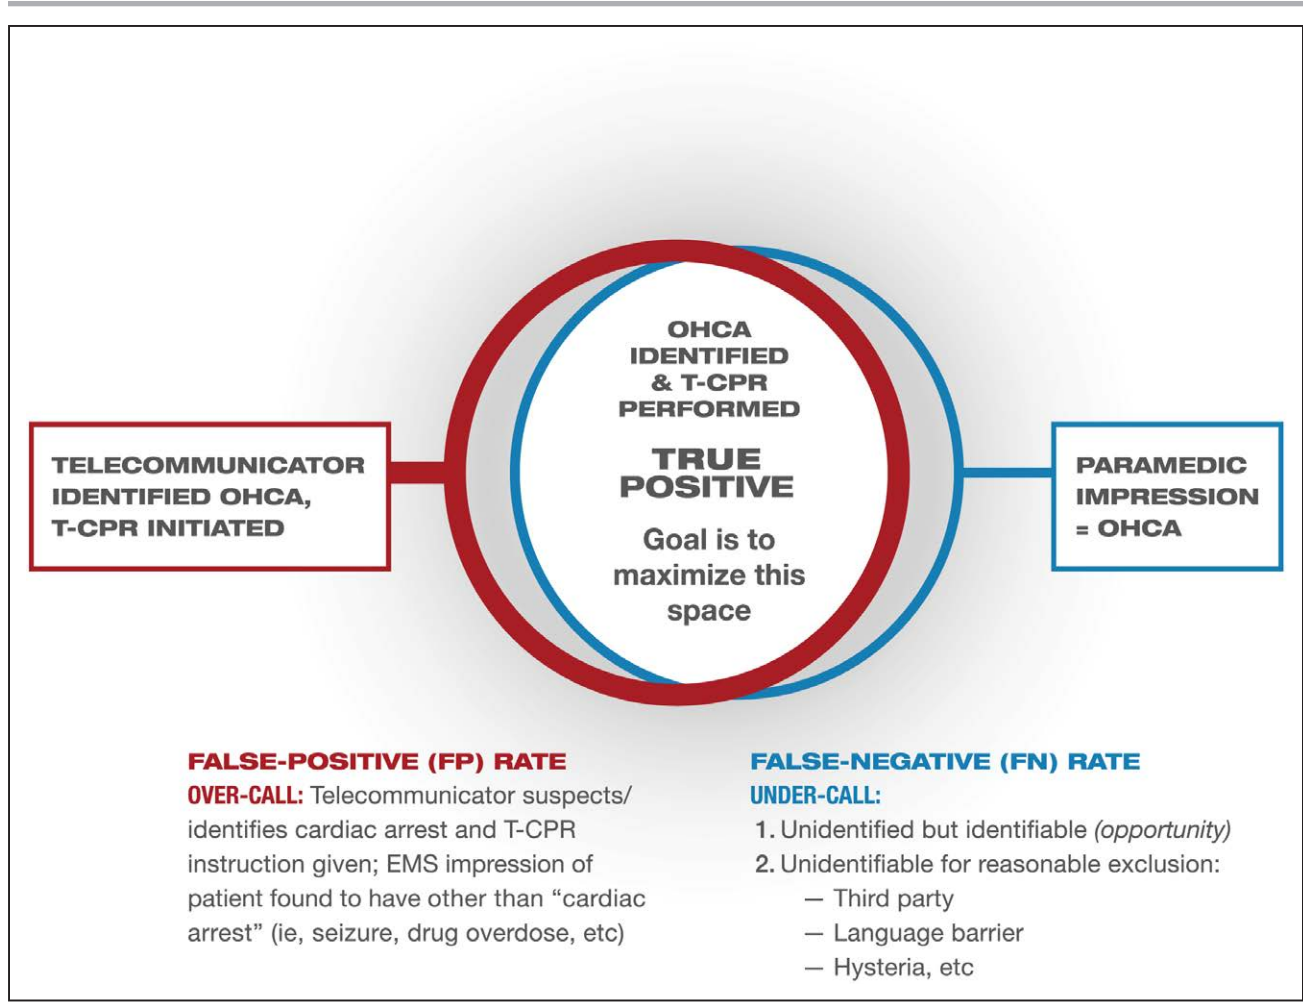 OHCA
IDENTIFIED
& T-CPR
PERFORMED
TRUE
POSITIVE
Goal is to
maximize this
space
TELECOMMUNICATOR
IDENTIFIED OHCA,
T-CPR INITIATED
PARAMEDIC
IMPRESSION
= OHCA
FALSE-POSITIVE (FP) RATE
OVER-CALL: Telecommunicator suspects/
identifies cardiac arrest and T-CPR
instruction given; EMS impression of
patient found to have other than “cardiac
arrest” (ie, seizure, drug overdose, etc)
FALSE-NEGATIVE (FN) RATE
UNDER-CALL:
1. Unidentified but identifiable (opportunity)
2. Unidentifiable for reasonable exclusion:
— Third party
— Language barrier
— Hysteria, etc